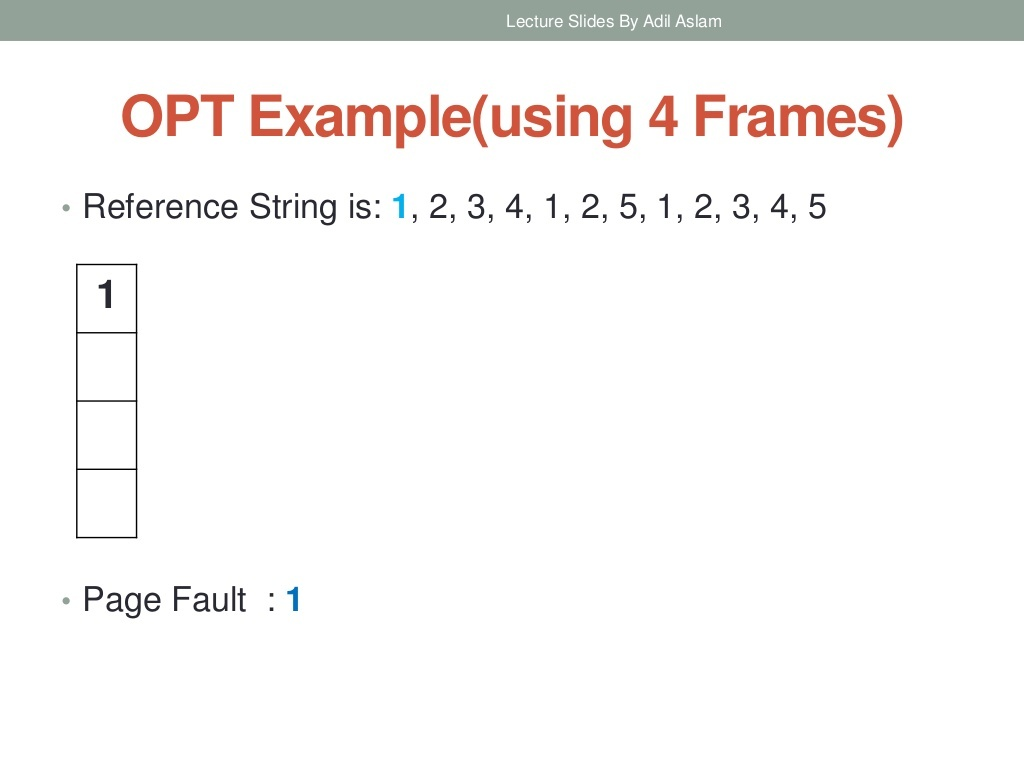 Lecture Slides By Adil Aslam
OPT Example(using 4 Frames)
• Reference String is: 1, 2, 3, 4, 1, 2, 5, 1, 2, 3, 4, 5
1
• Page Fault : 1